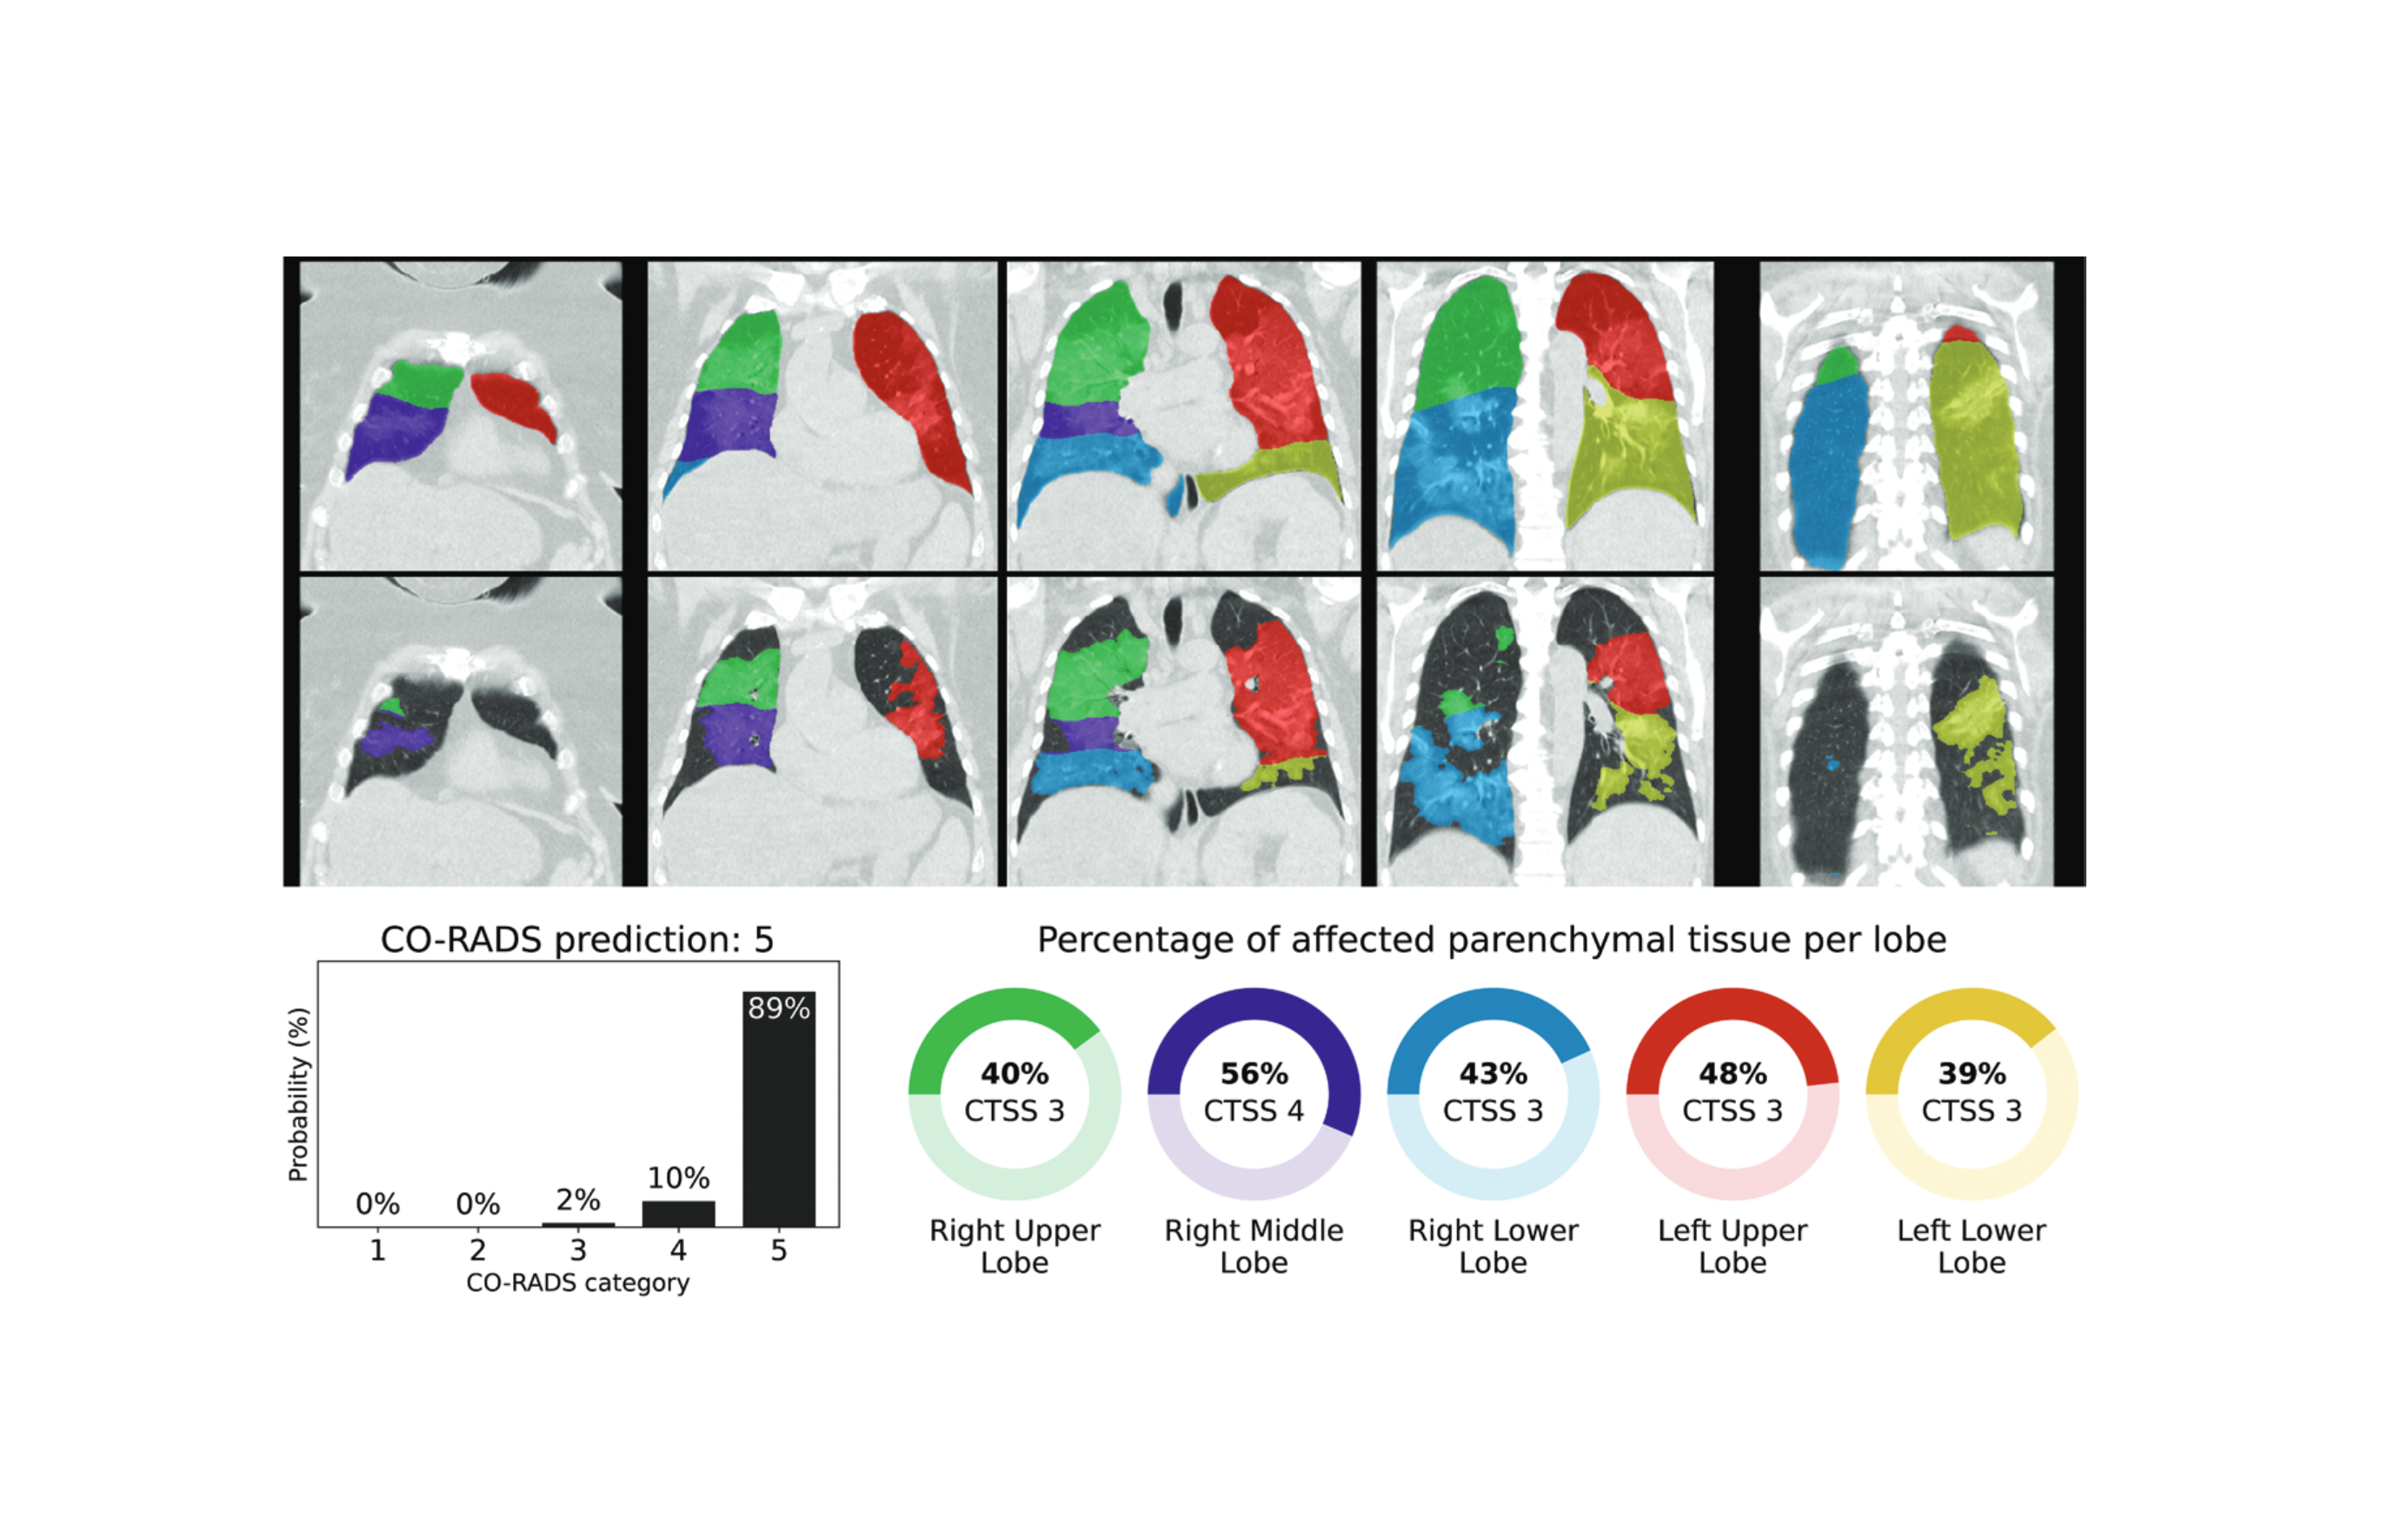 CO-RADS prediction: 5
Probability (%)
0%
0%
2%
10%
89%
1
2
3
4
5
CO-RADS category
Percentage of affected parenchymal tissue per lobe
40%
CTSS 3
Right Upper
Lobe
56%
CTSS 4
Right Middle
Lobe
43%
CTSS 3
Right Lower
Lobe
48%
CTSS 3
Left Upper
Lobe
39%
CTSS 3
Left Lower
Lobe